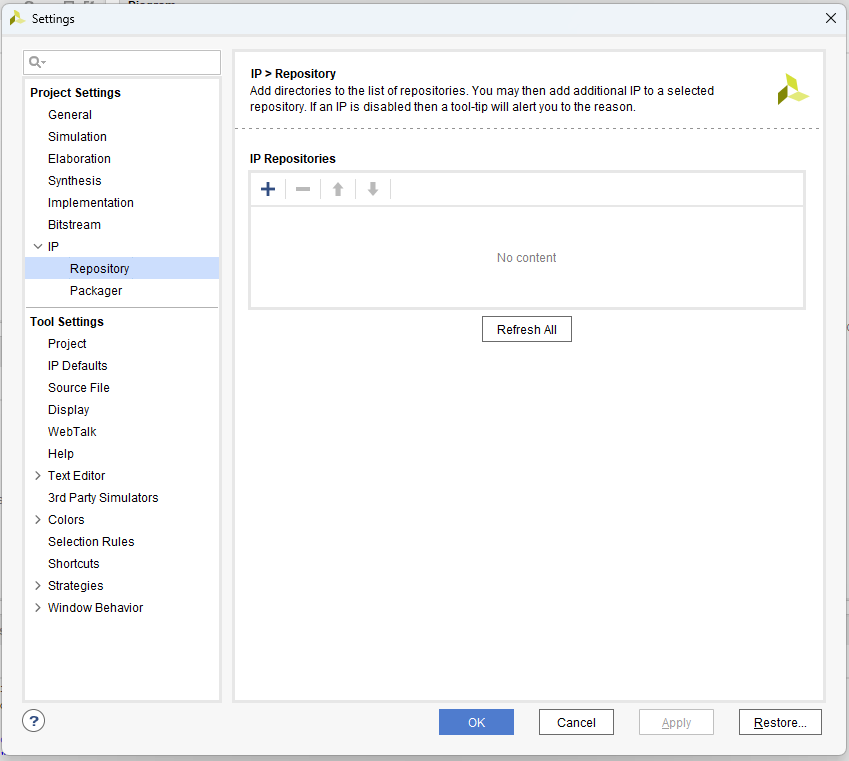 Diagram
Settings
Project Settings
General
Simulation
Elaboration
Synthesis
Implementation
Bitstream
IP
Repository
Packager
Tool Settings
Project
IP Defaults
Source File
Display
WebTalk
Help
Text Editor
3rd Party Simulators
Colors
Selection Rules
Shortcuts
Strategies
Window Behavior
IP > Repository
Add directories to the list of repositories. You may then add additional IP to a selected
repository. If an IP is disabled then a tool-tip will alert you to the reason.
IP Repositories
No content
Refresh All
?
OK
Cancel
Apply
Restore...